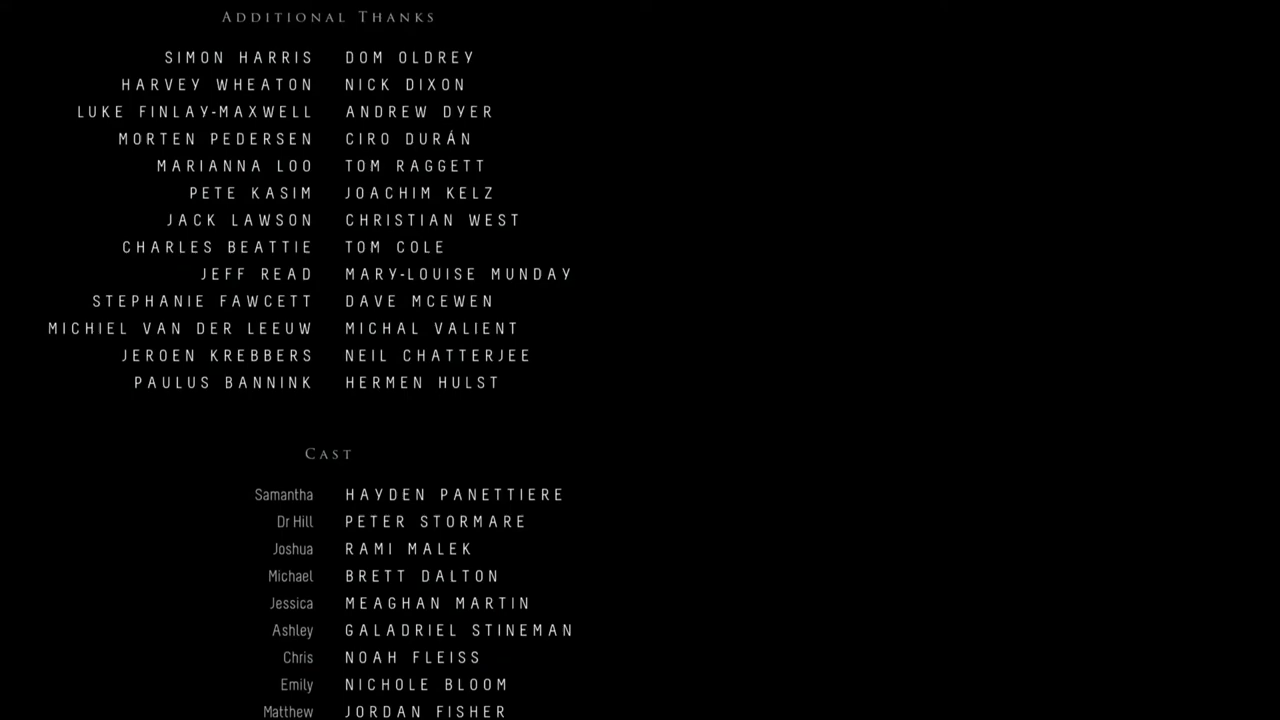 Additional Thanks
SIMON HARRIS DOM OLDREY
HARVEY WHEATON NICK DIXON
LUKE FINLAY-MAXWELL ANDREW DYER
MORTEN PEDERSEN CIRO DURÁN
MARIANNA LOO TOM RAGGETT
PETE KASIM JOACHIM KELZ
JACK LAWSON CHRISTIAN WEST
CHARLES BEATTIE TOM COLE
JEFF READ MARY-LOUISE MUNDAY
STEPHANIE FAWCETT DAVE MCEWEN
MICHIEL VAN DER LEEUW MICHAL VALIENT
JEROEN KREBBERS NEIL CHATTERJEE
PAULUS BANNINK HERMEN HULST
Cast
Samantha HAYDEN PANETTIERE
Dr Hill PETER STORMARE
Joshua RAMI MALEK
Michael BRETT DALTON
Jessica MEAGHAN MARTIN
Ashley GALADRIEL STINEMAN
Chris NOAH FLEISS
Emily NICHOLE BLOOM
Matthew JORDAN FISHER